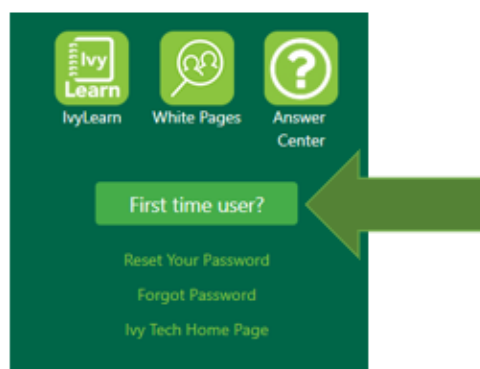 Ivy
Learn
IvyLearn
White Pages
Answer
Center
First time user?
Reset Your Password
Forgot Password
Ivy Tech Home Page